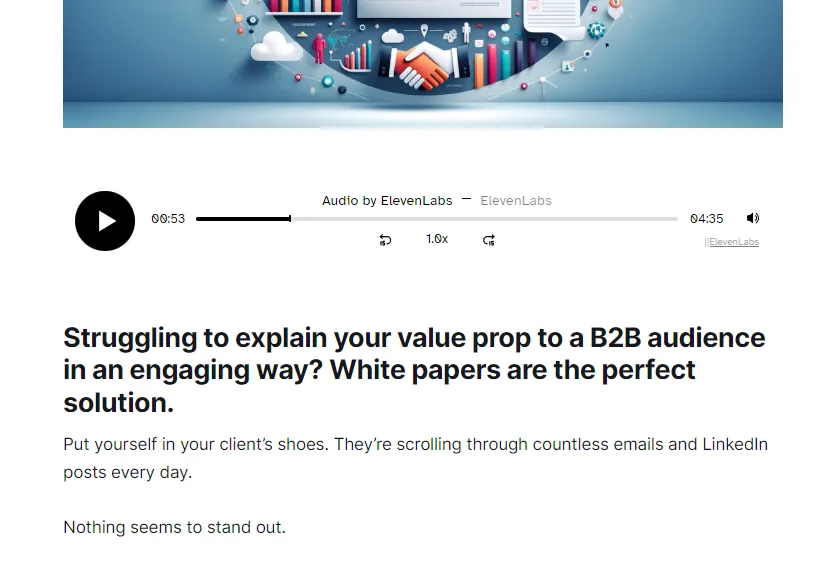 Audio by ElevenLabs — ElevenLabs
00:53
04:35
15
1.0x
15
||ElevenLabs
Struggling to explain your value prop to a B2B audience
in an engaging way? White papers are the perfect
solution.
Put yourself in your client’s shoes. They’re scrolling through countless emails and LinkedIn
posts every day.
Nothing seems to stand out.